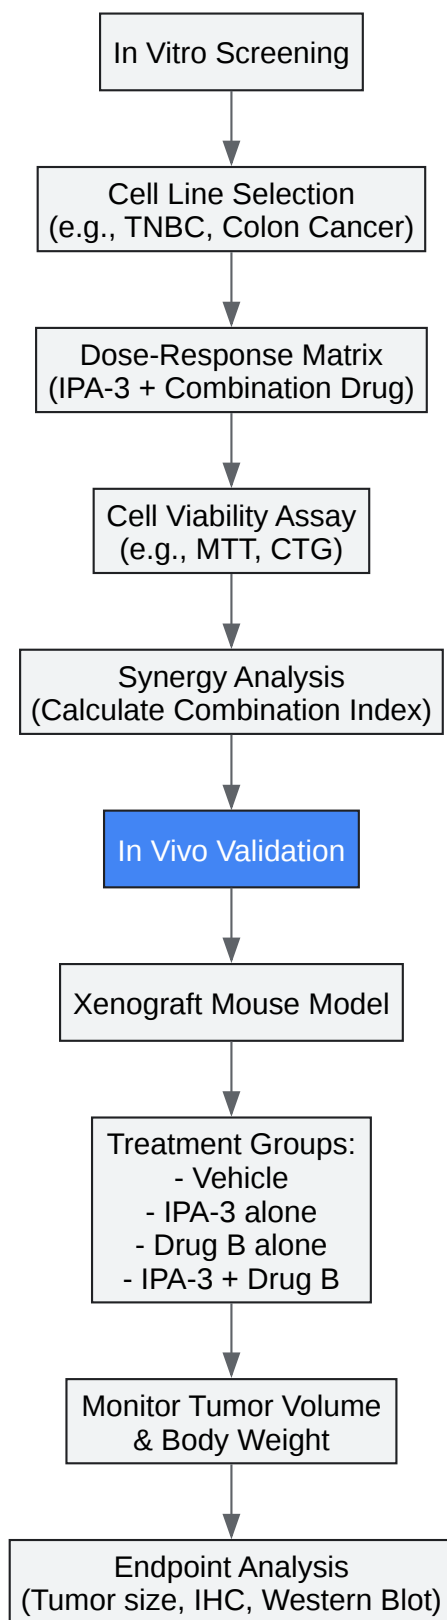 In Vitro Screening
Cell Line Selection
(e.g., TNBC, Colon Cancer)
Dose-Response Matrix
(IPA-3 + Combination Drug)
Cell Viability Assay
(e.g., MTT, CTG)
Synergy Analysis
(Calculate Combination Index)
In Vivo Validation
Xenograft Mouse Model
Treatment Groups:
- Vehicle
- IPA-3 alone
- Drug B alone
- IPA-3 + Drug B
Monitor Tumor Volume
& Body Weight
Endpoint Analysis
(Tumor size, IHC, Western Blot)